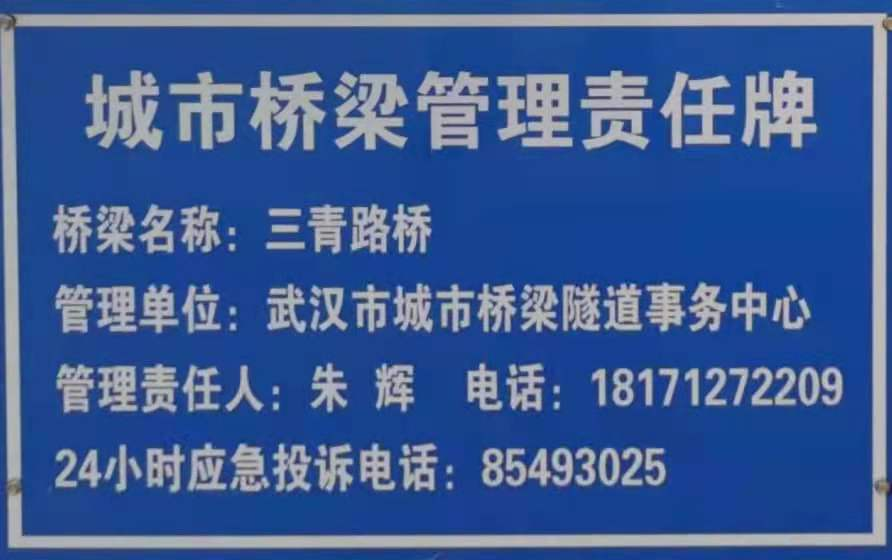 城市桥梁管理责任牌
桥梁名称：三青路桥
管理单位：武汉市城市桥梁隧道事务中心
管理责任人：朱 辉 电话：18171272209
24小时应急投诉电话：85493025